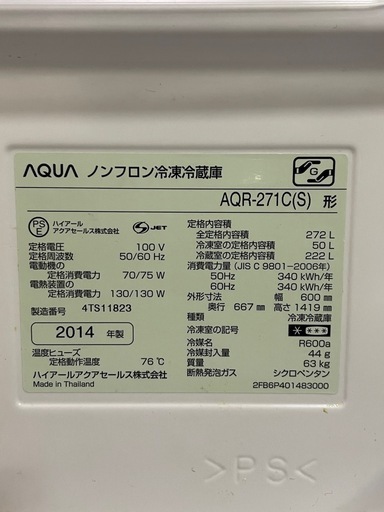 AQUA ノンフロン冷凍冷蔵庫
G
AQR-271C(S) 形
PS
E
ハイアール
アクアセールス株式会社
S JET
定格電圧 100 V
定格周波数 50/60 Hz
電動機の
定格消費電力 70/75 W
電熱装置の
定格消費電力 130/130 W
製造番号 4TS11823
2014 年製
温度ヒューズ
定格動作温度 76℃
ハイアールアクアセールス株式会社
Made in Thailand
定格内容積
全定格内容積 272 L
冷凍室の定格内容積 50 L
冷蔵室の定格内容積 222 L
消費電力量 (JIS C 9801-2006年)
50Hz 340 kWh/年
60Hz 340 kWh/年
外形寸法 幅 600 mm
奥行 667 mm 高さ 1419 mm
種類 冷凍冷蔵庫
冷凍室の記号 * ***
冷媒名 R600a
冷媒封入量 44 g
質量 63 kg
断熱発泡ガス シクロペンタン
2FB6P401483000
>PS<